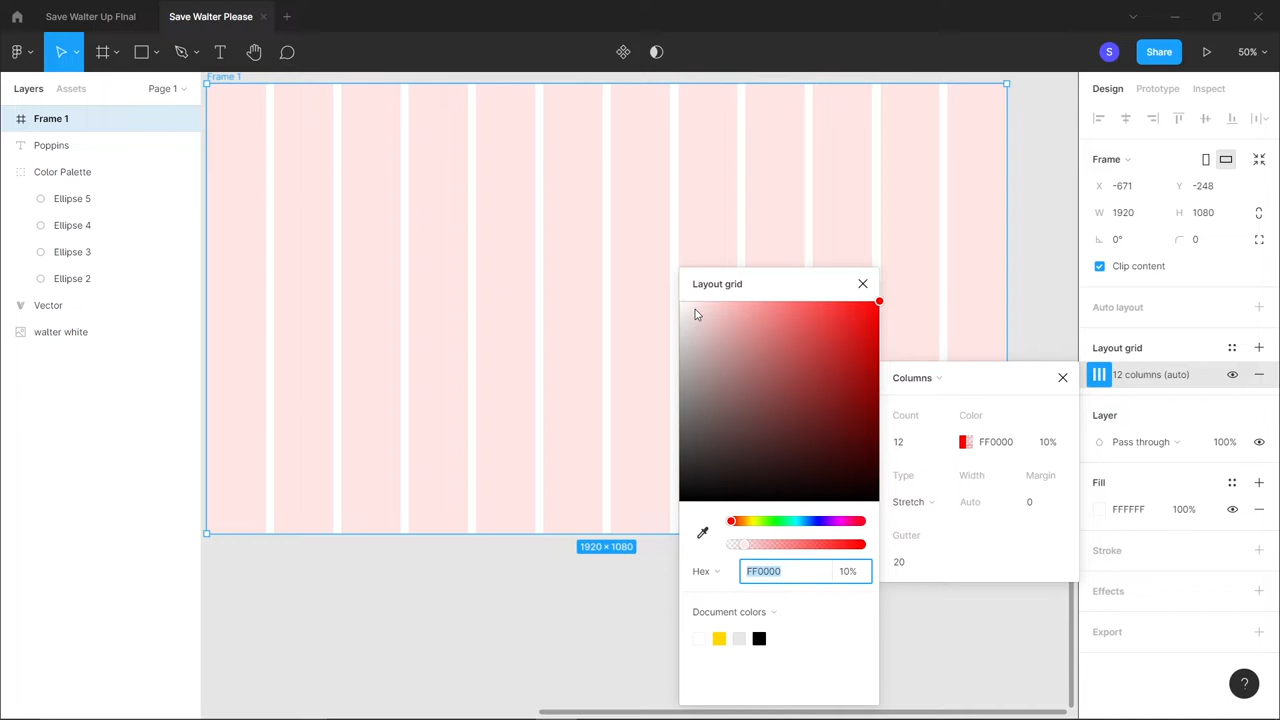 Save Walter Up FInal
Save Walter Please
S
Share
50%
Layers
Assets
Page 1
Frame 1
Poppins
Color Palette
Ellipse 5
Ellipse 4
Ellipse 3
Ellipse 2
Vector
walter white
Frame 1
1920 × 1080
Layout grid
Hex
FF0000
10%
Document colors
Columns
Count
Color
12
FF0000
10%
Type
Width
Margin
Stretch
Auto
0
Gutter
20
Design
Prototype
Inspect
Frame
X
-671
Y
-248
W
1920
H
1080
0°
0
Clip content
Auto layout
Layout grid
12 columns (auto)
Layer
Pass through
100%
Fill
FFFFFF
100%
Stroke
Effects
Export
?